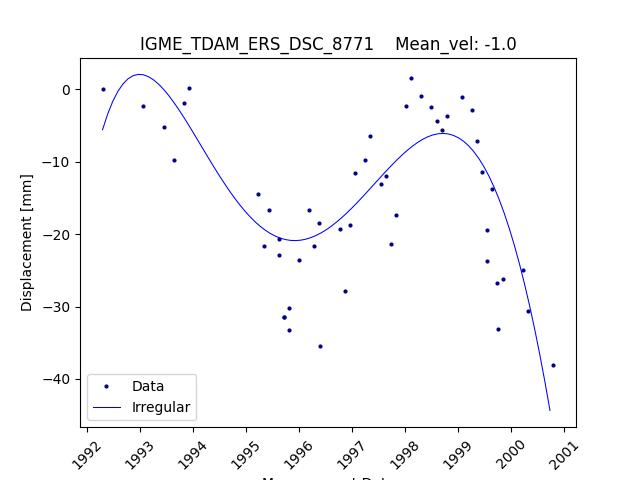 IGME_TDAM_ERS_DSC_8771 Mean_vel: -1.0
Displacement [mm]
0
−10
−20
−30
−40
Data
Irregular
1992 1993 1994 1995 1996 1997 1998 1999 2000 2001